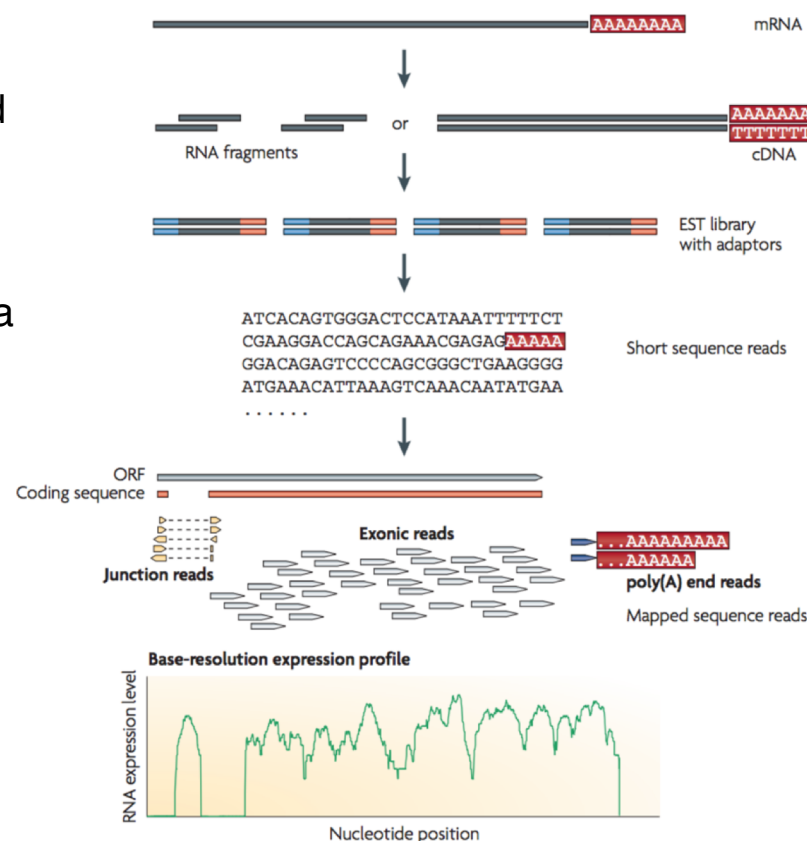 AAAAAAAA mRNA
d
or
AAAAAAA
TTTTTTT
RNA fragments
cDNA
EST library
with adaptors
a
ATCACAGTGGGACTCCATAAATTTTTCT
CGAAGGACCAGCAGAAACGAGAGAAAAA
GGACAGAGTCCCCAGCGGGCTGAAGGGG
ATGAAACATTAAAGTCAAACAATATGAA
......
Short sequence reads
ORF
Coding sequence
Junction reads
Exonic reads
...AAAAAAAAA
...AAAAAA
poly(A) end reads
Mapped sequence reads
Base-resolution expression profile
RNA expression level
Nucleotide position